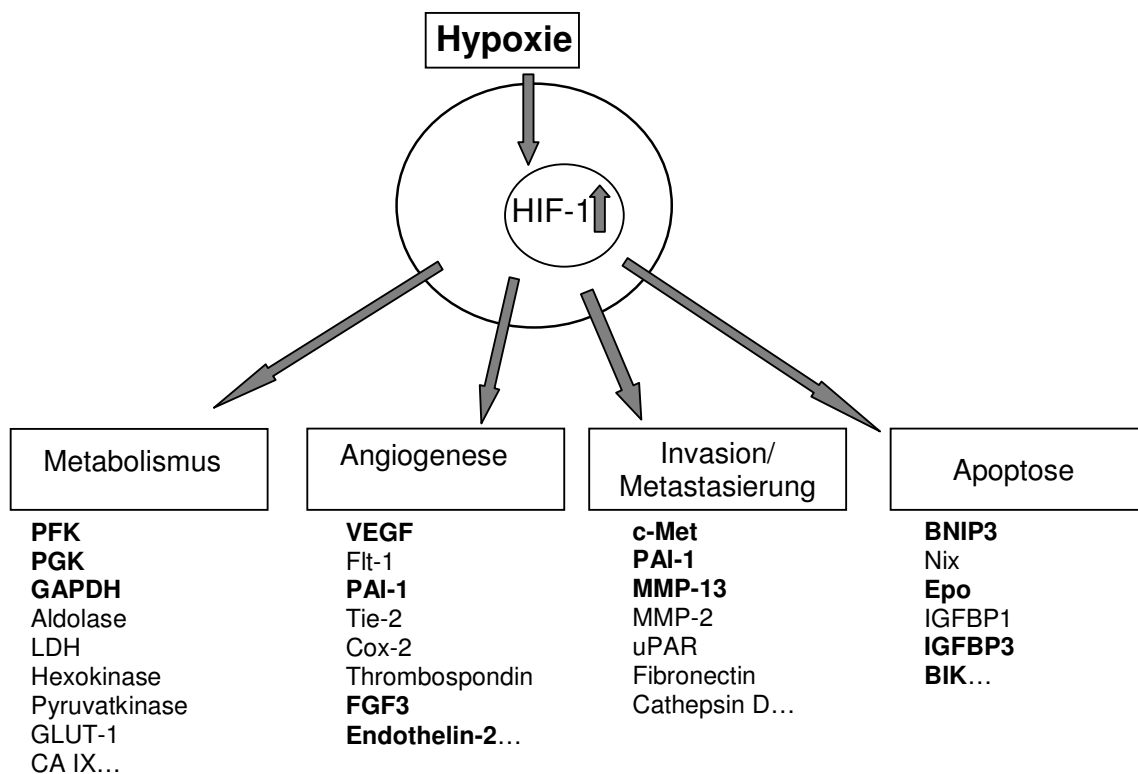 Hypoxie
HIF-1
Metabolismus
PFK
PGK
GAPDH
Aldolase
LDH
Hexokinase
Pyruvatkinase
GLUT-1
CA IX…
Angiogenese
VEGF
Flt-1
PAI-1
Tie-2
Cox-2
Thrombospondin
FGF3
Endothelin-2…
Invasion/
Metastasierung
c-Met
PAI-1
MMP-13
MMP-2
uPAR
Fibronectin
Cathepsin D…
Apoptose
BNIP3
Nix
Epo
IGFBP1
IGFBP3
BIK…